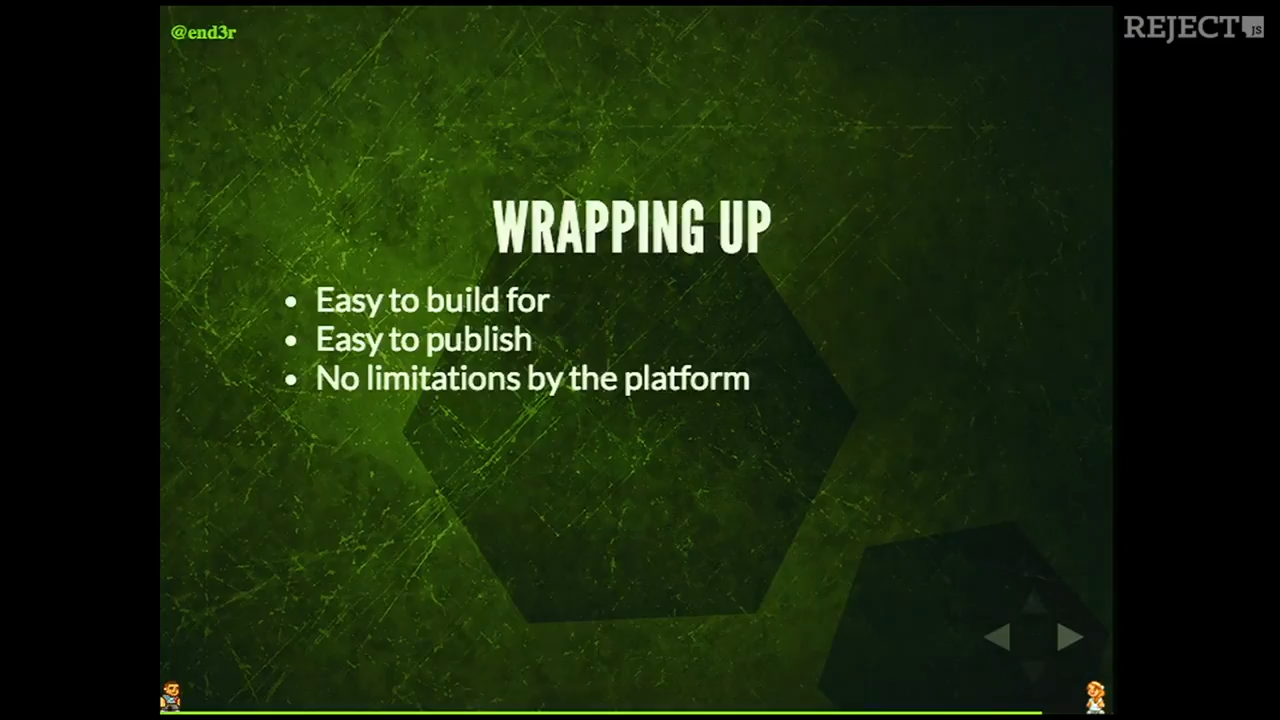 @end3r
REJECT JS
WRAPPING UP
• Easy to build for
• Easy to publish
• No limitations by the platform